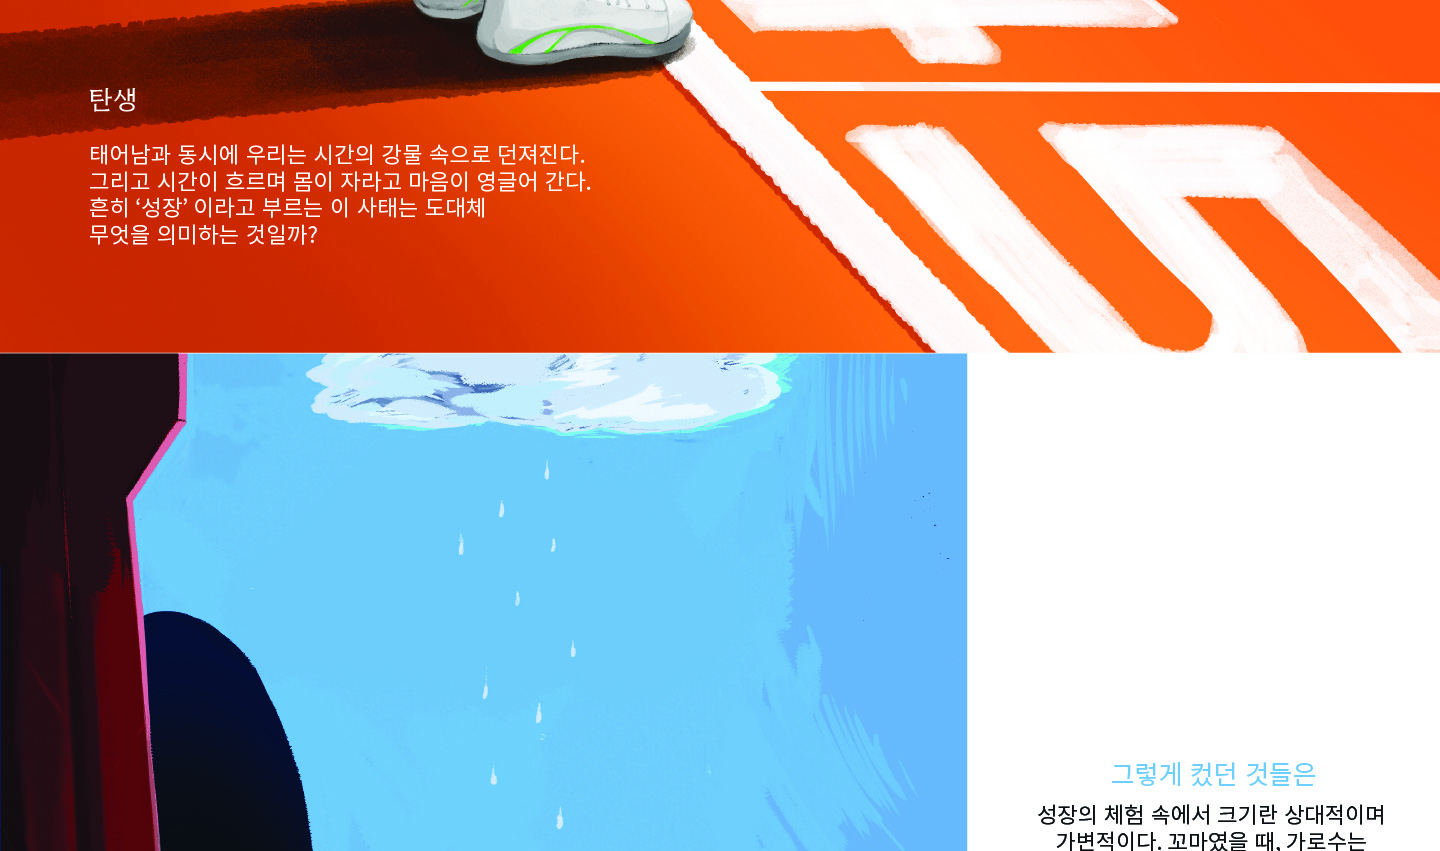 탄생
태어남과 동시에 우리는 시간의 강물 속으로 던져진다.
그리고 시간이 흐르며 몸이 자라고 마음이 영글어 간다.
흔히 ‘성장’ 이라고 부르는 이 사태는 도대체
무엇을 의미하는 것일까?
그렇게 컸던 것들은
성장의 체험 속에서 크기란 상대적이며
가변적이다. 꼬마였을 때, 가로수는